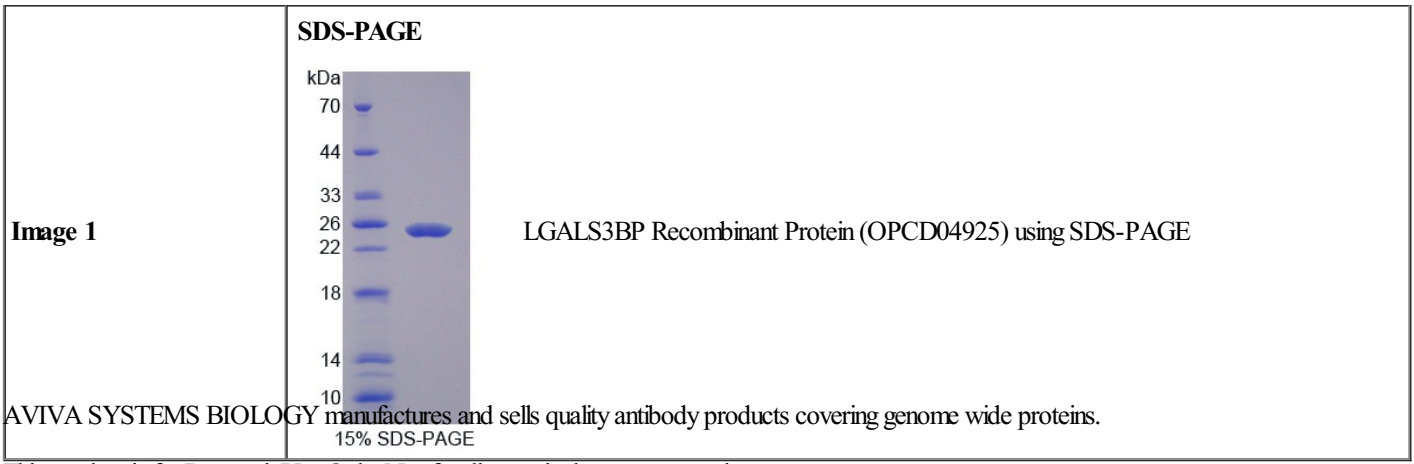 SDS-PAGE
kDa
70
44
33
26
22
18
14
10
15% SDS-PAGE
Image 1
LGALS3BP Recombinant Protein (OPCD04925) using SDS-PAGE
AVIVA SYSTEMS BIOLOGY manufactures and sells quality antibody products covering genome wide proteins.